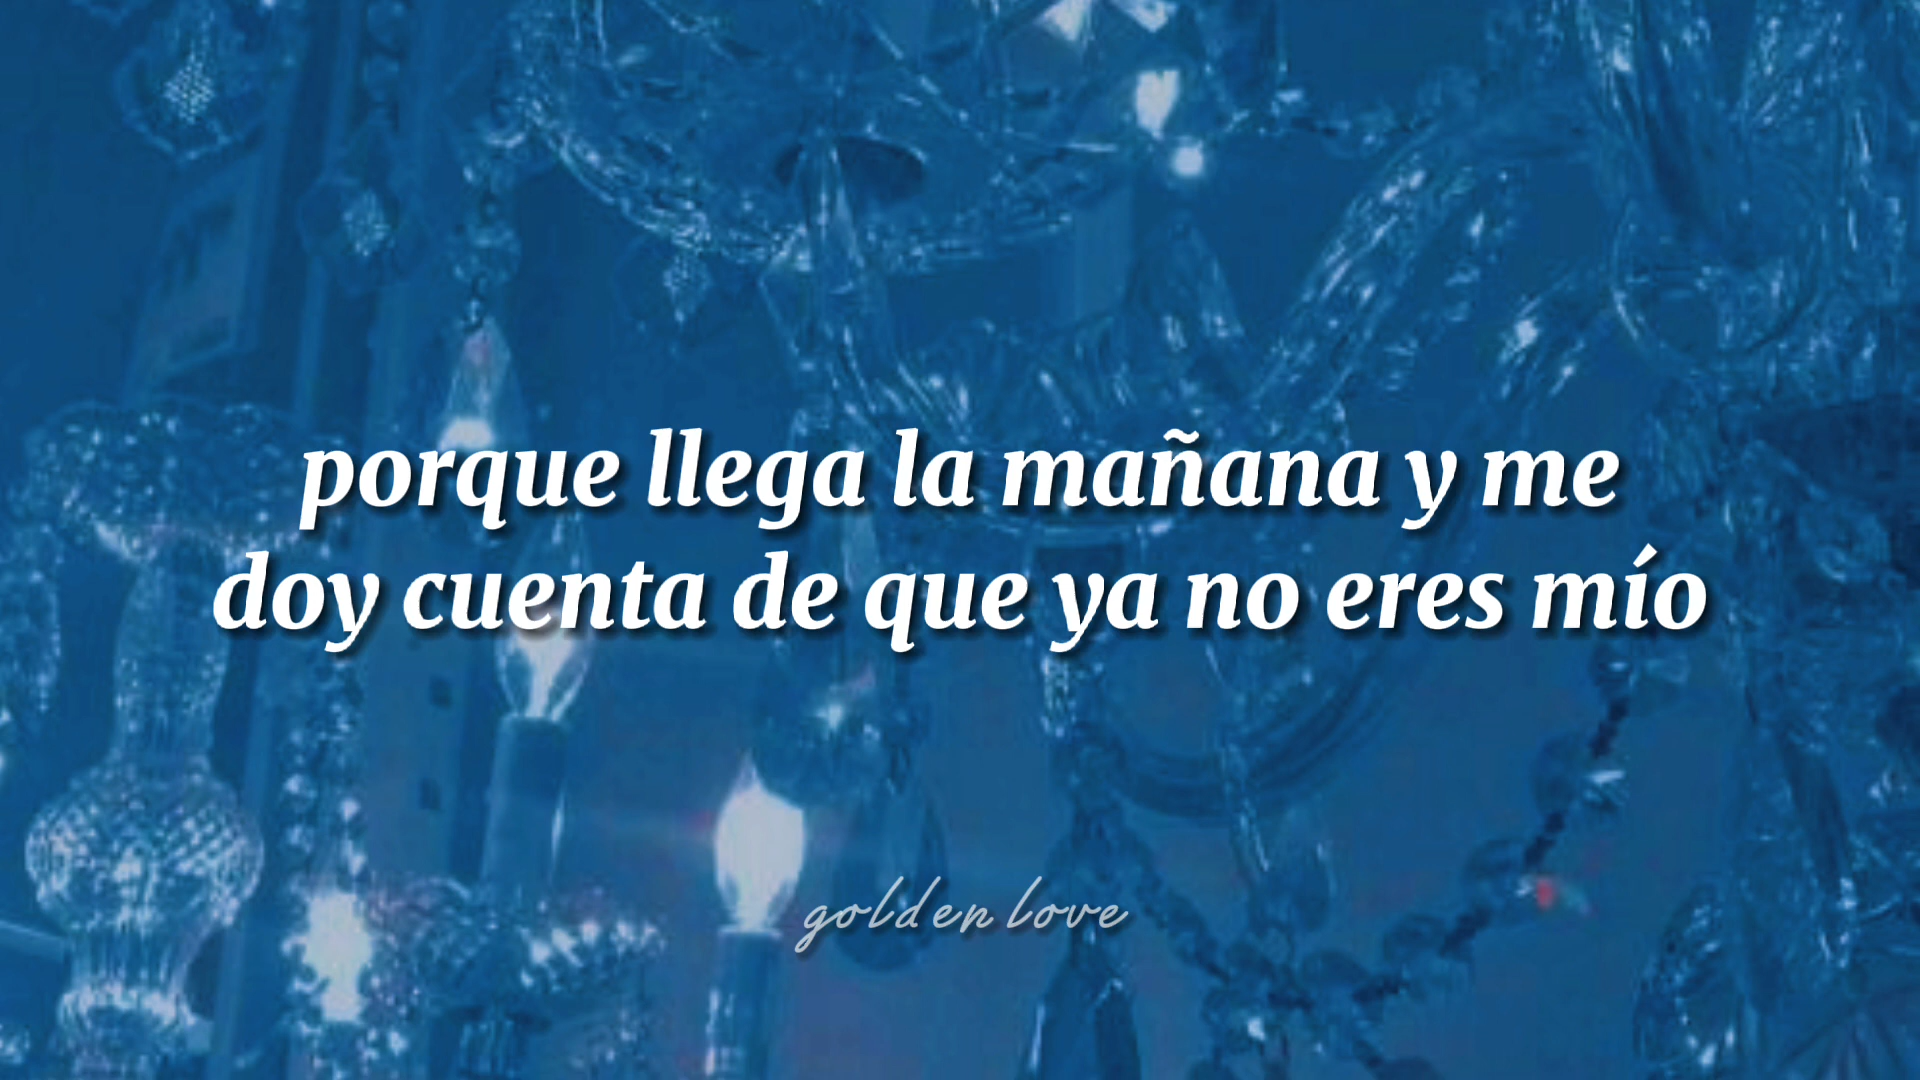 porque llega la mañana y me
doy cuenta de que ya no eres mío
golden love